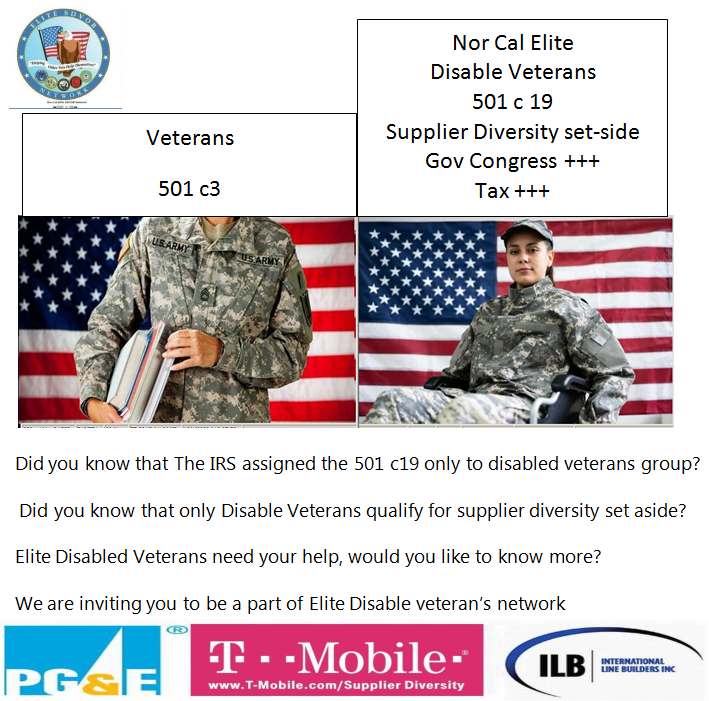 ELITE SDVOB
NETWORK
Veterans
501 c3
Nor Cal Elite
Disable Veterans
501 c 19
Supplier Diversity set-side
Gov Congress +++
Tax +++
U.S. ARMY
U.S. ARMY
Did you know that The IRS assigned the 501 c19 only to disabled veterans group?
Did you know that only Disable Veterans qualify for supplier diversity set aside?
Elite Disabled Veterans need your help, would you like to know more?
We are inviting you to be a part of Elite Disable veteran's network
PG&E ®
T - -Mobile-®
www.T-Mobile.com/Supplier Diversity
ILB
INTERNATIONAL
LINE BUILDERS INC